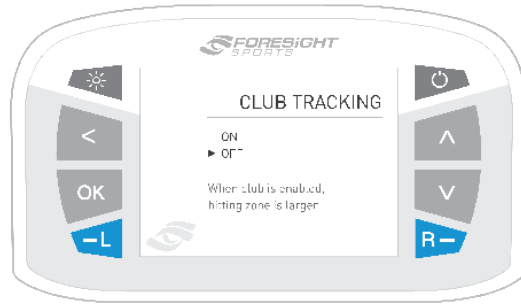 FORESIGHT
SPORTS
CLUB TRACKING
<
OK
ON
▶ OFF
When club is enabled,
hitting zone is larger
–L
R–